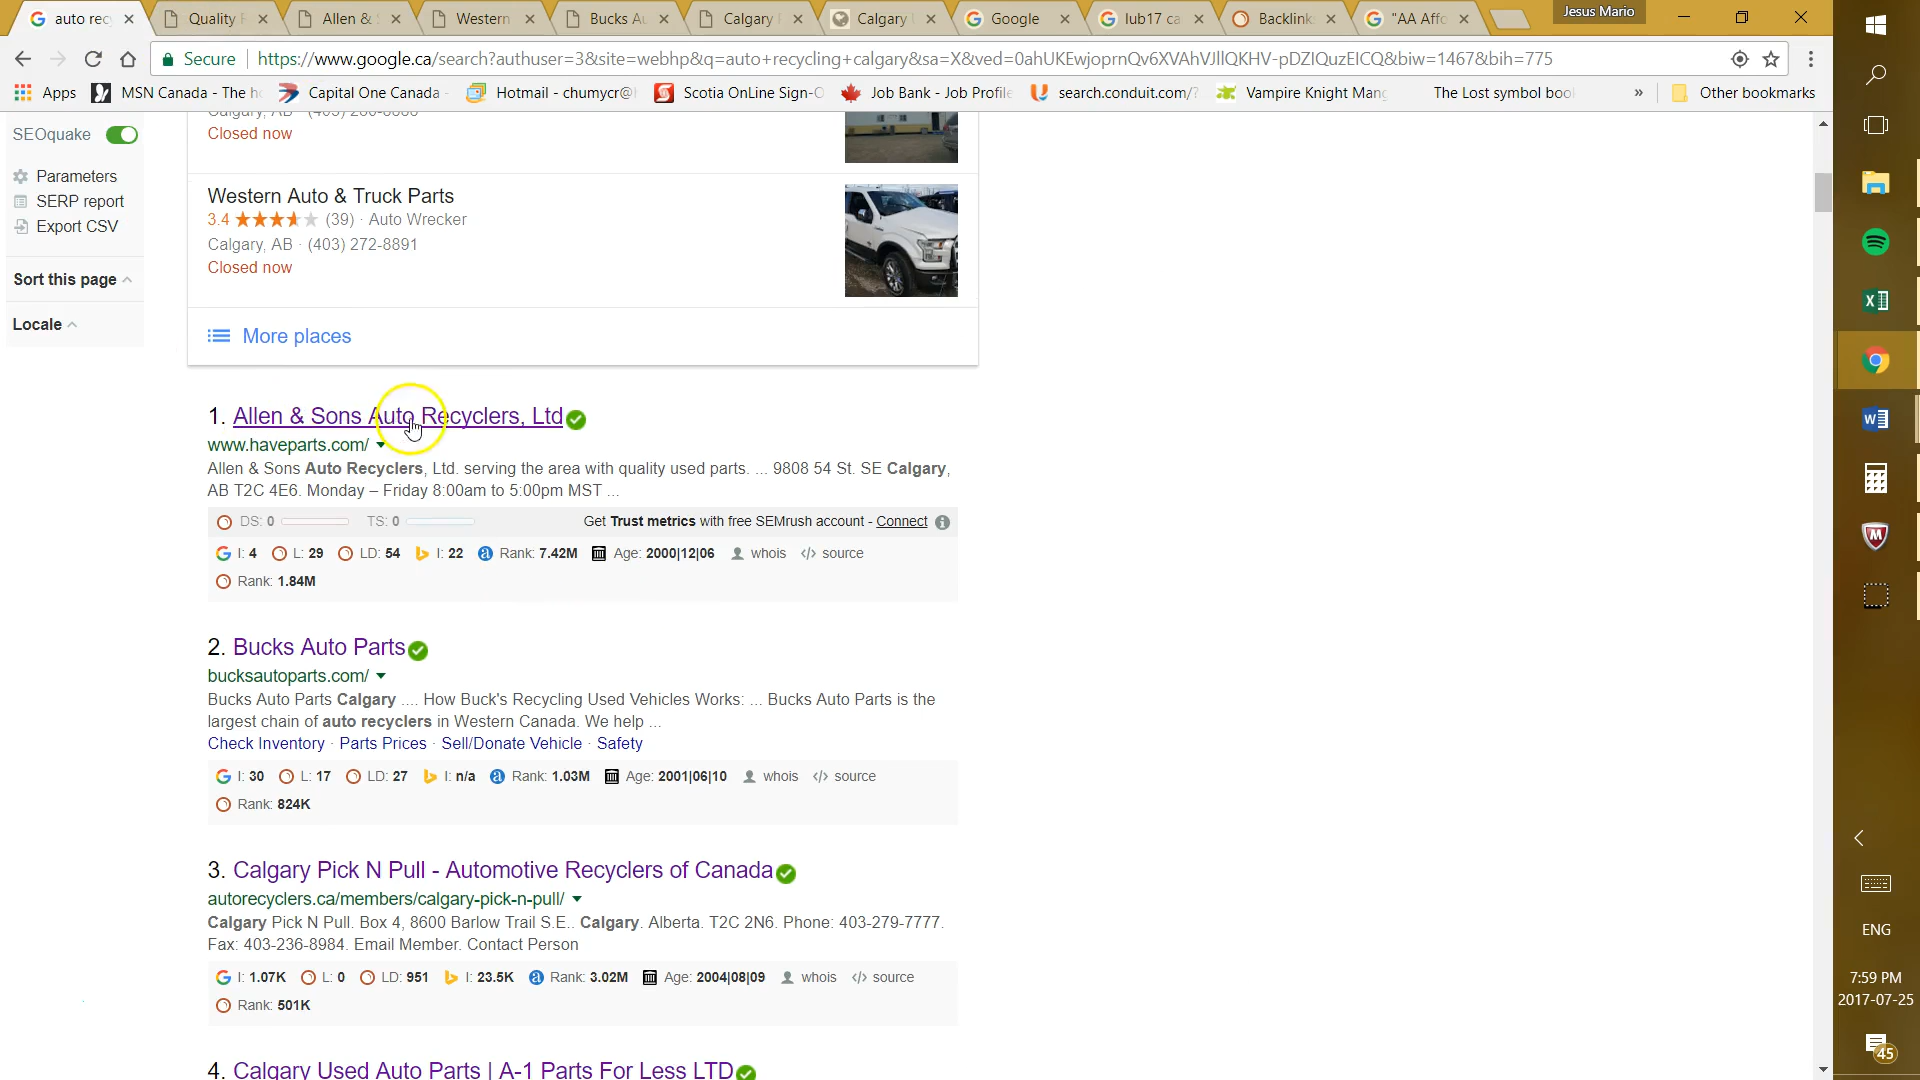 auto rec
Quality F
Allen &
Western
Bucks Au
Calgary
Calgary
Google
lub17 ca
Backlink
"AA Affo
Jesus Mario
Secure
https://www.google.ca/search?authuser=3&site=webhp&q=auto+recycling+calgary&sa=X&ved=0ahUKEwjoprnQv6XVAhVJllQKHV-pDZIQuzEICQ&biw=1467&bih=775
Apps
MSN Canada - The h
Capital One Canada
Hotmail - chumycr@
Scotia OnLine Sign-O
Job Bank - Job Profile
search.conduit.com/?
Vampire Knight Mang
The Lost symbol boo
»
Other bookmarks
SEOquake
Parameters
SERP report
Export CSV
Sort this page
Locale
Calgary, AB
Closed now
Western Auto & Truck Parts
3.4 (39) · Auto Wrecker
Calgary, AB · (403) 272-8891
Closed now
More places
1. Allen & Sons Auto Recyclers, Ltd
www.haveparts.com/
Allen & Sons Auto Recyclers, Ltd. serving the area with quality used parts. ... 9808 54 St. SE Calgary,
AB T2C 4E6. Monday – Friday 8:00am to 5:00pm MST ...
DS: 0 TS: 0 Get Trust metrics with free SEMrush account - Connect
I: 4 L: 29 LD: 54 I: 22 Rank: 7.42M Age: 2000|12|06 whois </> source
Rank: 1.84M
2. Bucks Auto Parts
bucksautoparts.com/
Bucks Auto Parts Calgary .... How Buck's Recycling Used Vehicles Works: ... Bucks Auto Parts is the
largest chain of auto recyclers in Western Canada. We help ...
Check Inventory · Parts Prices · Sell/Donate Vehicle · Safety
I: 30 L: 17 LD: 27 I: n/a Rank: 1.03M Age: 2001|06|10 whois </> source
Rank: 824K
3. Calgary Pick N Pull - Automotive Recyclers of Canada
autorecyclers.ca/members/calgary-pick-n-pull/
Calgary Pick N Pull. Box 4, 8600 Barlow Trail S.E.. Calgary. Alberta. T2C 2N6. Phone: 403-279-7777.
Fax: 403-236-8984. Email Member. Contact Person
I: 1.07K L: 0 LD: 951 I: 23.5K Rank: 3.02M Age: 2004|08|09 whois </> source
Rank: 501K
4. Calgary Used Auto Parts | A-1 Parts For Less LTD
ENG
7:59 PM
2017-07-25
45